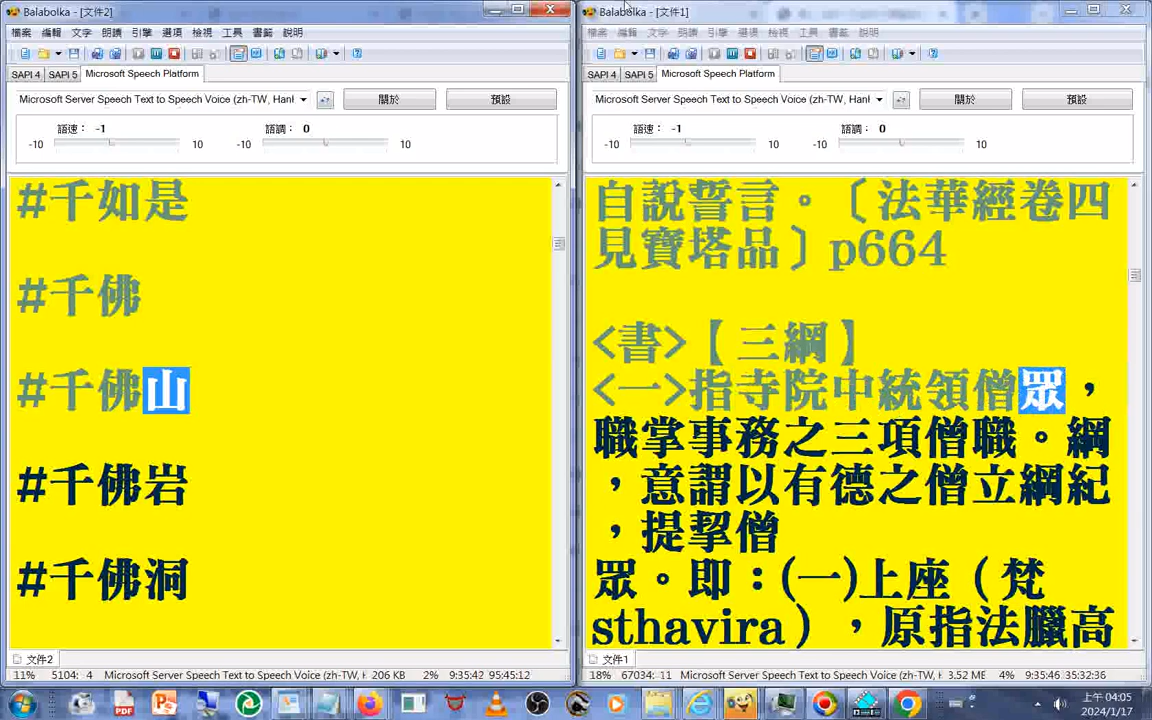 Balabolka - [文件2]
檔案 編輯 文字 朗讀 引擎 選項 檢視 工具 書籤 說明
SAPI 4 SAPI 5 Microsoft Speech Platform
Microsoft Server Speech Text to Speech Voice (zh-TW, Hanl
關於 預設
語速： -1 語調： 0
-10 10 -10 10
#千如是
#千佛
#千佛山
#千佛岩
#千佛洞
文件2
11% 5104: 4 Microsoft Server Speech Text to Speech Voice (zh-TW, H 206 KB 2% 9:35:42 95:45:12
Balabolka - [文件1]
檔案 編輯 文字 朗讀 引擎 選項 檢視 工具 書籤 說明
SAPI 4 SAPI 5 Microsoft Speech Platform
Microsoft Server Speech Text to Speech Voice (zh-TW, Hanl
關於 預設
語速： -1 語調： 0
-10 10 -10 10
自說誓言。〔法華經卷四
見寶塔品〕p664
<書>【三綱】
<一>指寺院中統領僧眾，
職掌事務之三項僧職。綱
，意謂以有德之僧立綱紀
，提挈僧
眾。即：(一)上座（梵
sthavira），原指法臘高
文件1
18% 67034: 11 Microsoft Server Speech Text to Speech Voice (zh-TW, H 3.52 MB 4% 9:35:46 35:32:36
上午 04:05
2024/1/17